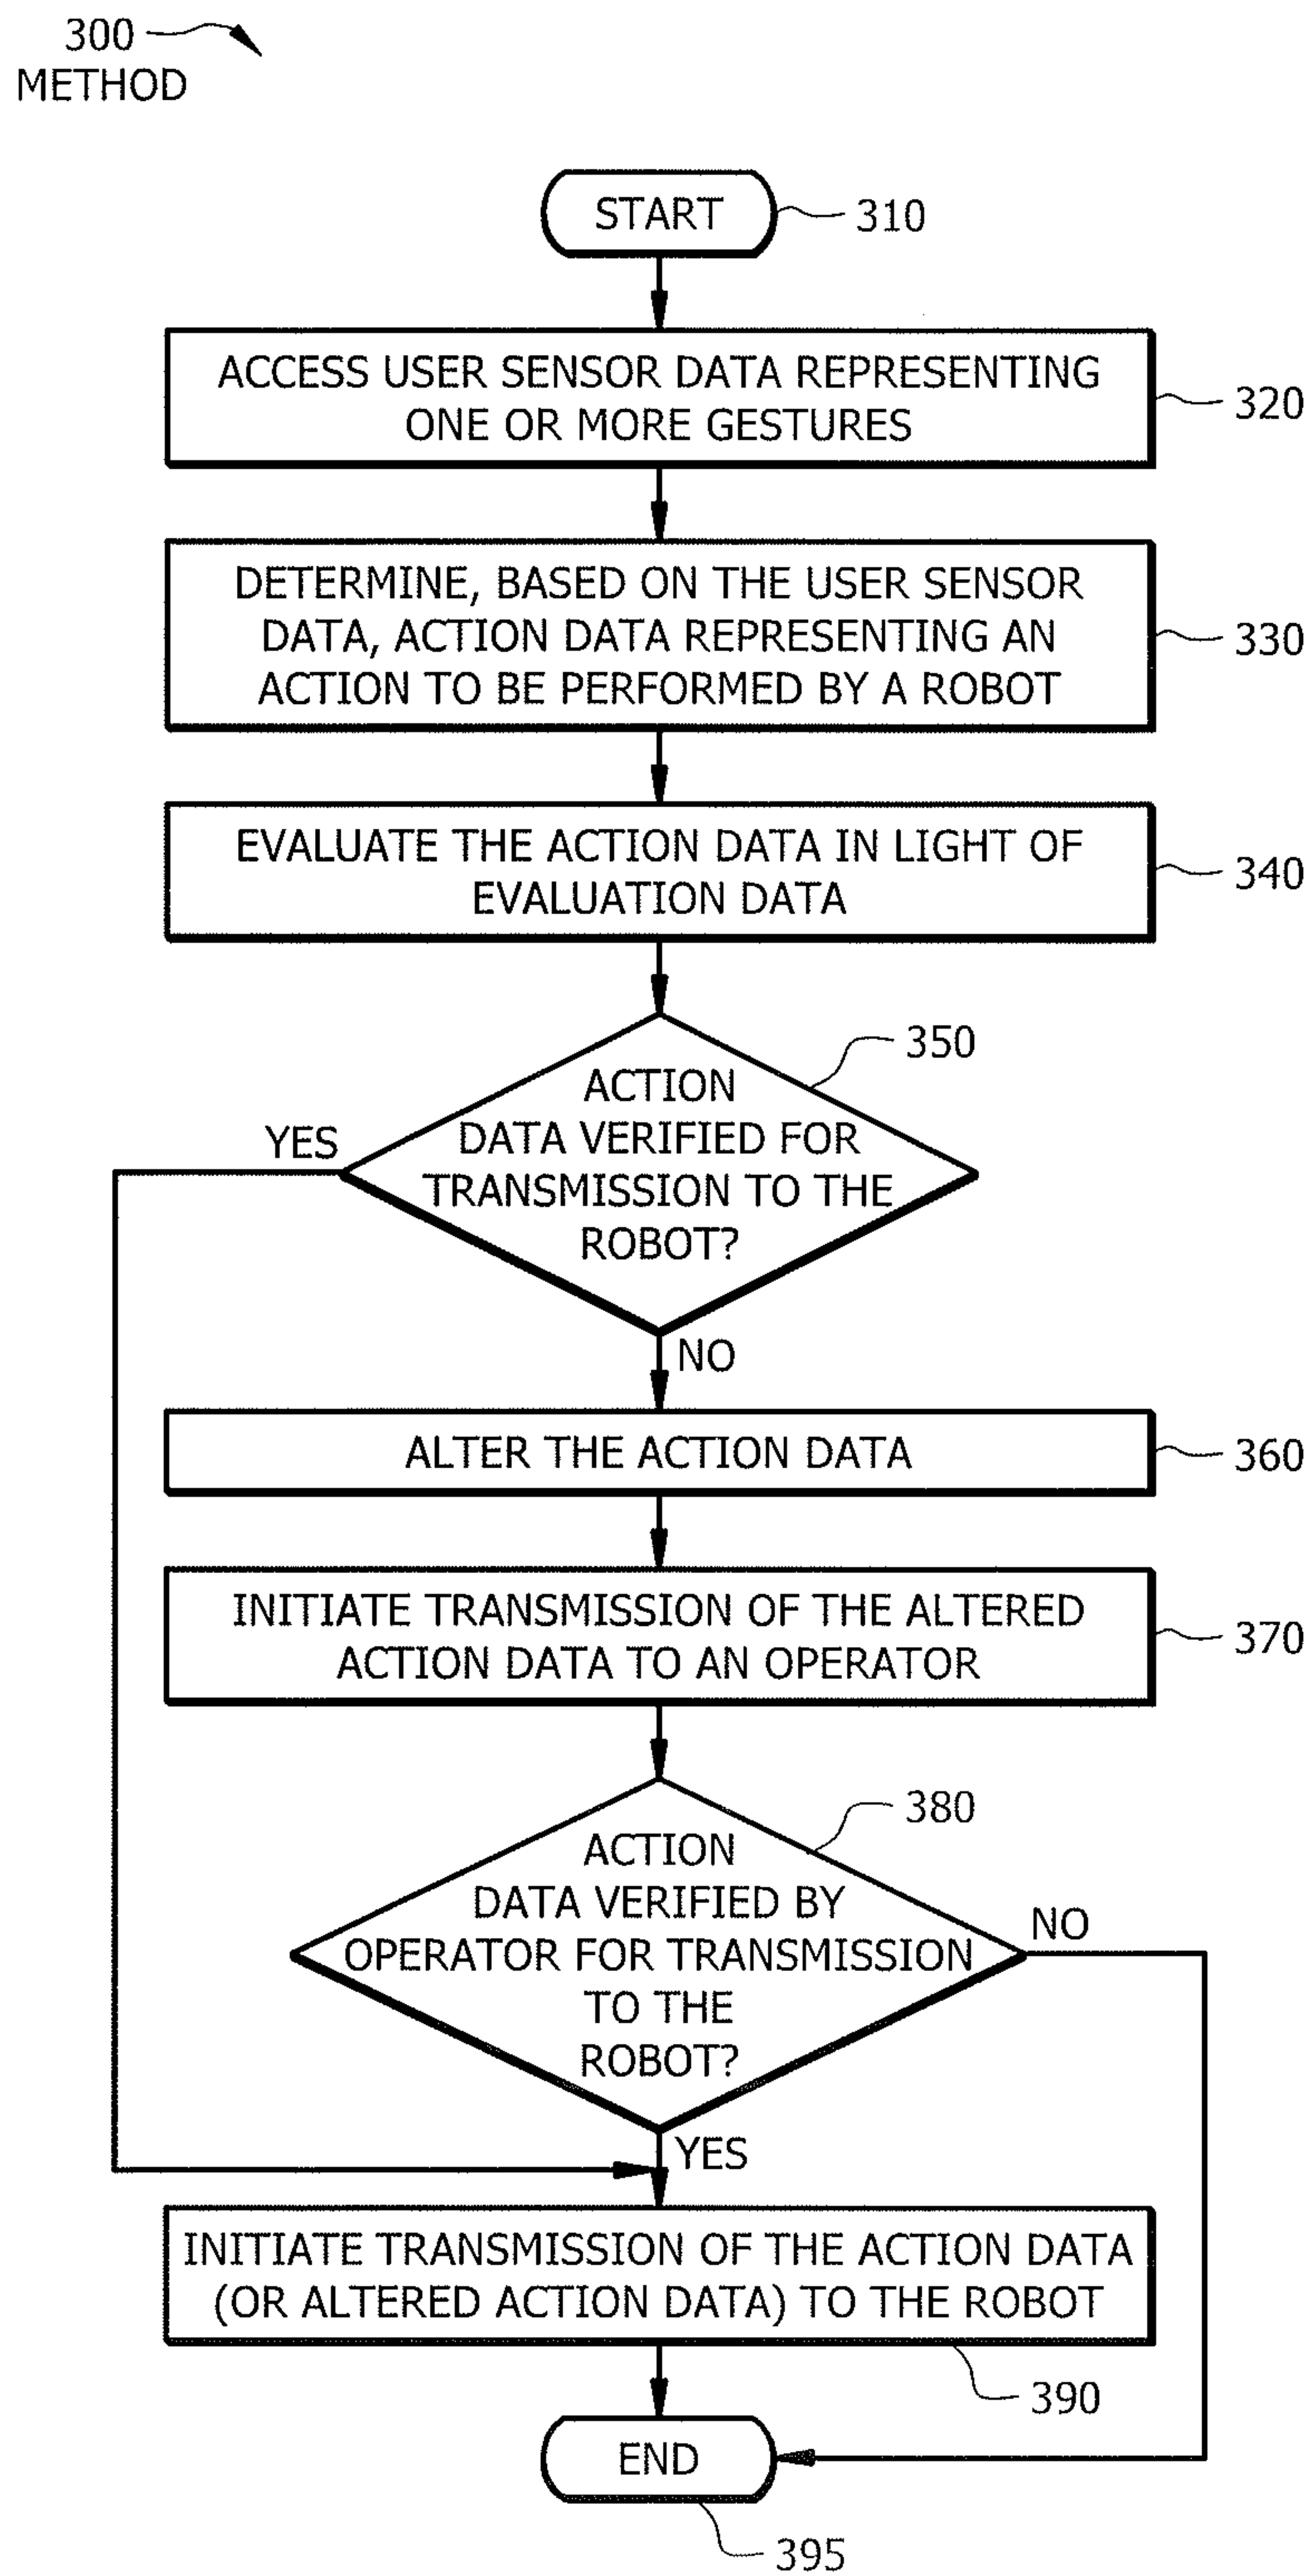 300
METHOD
START
310
ACCESS USER SENSOR DATA REPRESENTING
ONE OR MORE GESTURES
320
DETERMINE, BASED ON THE USER SENSOR
DATA, ACTION DATA REPRESENTING AN
ACTION TO BE PERFORMED BY A ROBOT
330
EVALUATE THE ACTION DATA IN LIGHT OF
EVALUATION DATA
340
350
ACTION
DATA VERIFIED FOR
TRANSMISSION TO THE
ROBOT?
YES
NO
ALTER THE ACTION DATA
360
INITIATE TRANSMISSION OF THE ALTERED
ACTION DATA TO AN OPERATOR
370
380
ACTION
DATA VERIFIED BY
OPERATOR FOR TRANSMISSION
TO THE
ROBOT?
NO
YES
INITIATE TRANSMISSION OF THE ACTION DATA
(OR ALTERED ACTION DATA) TO THE ROBOT
390
END
395